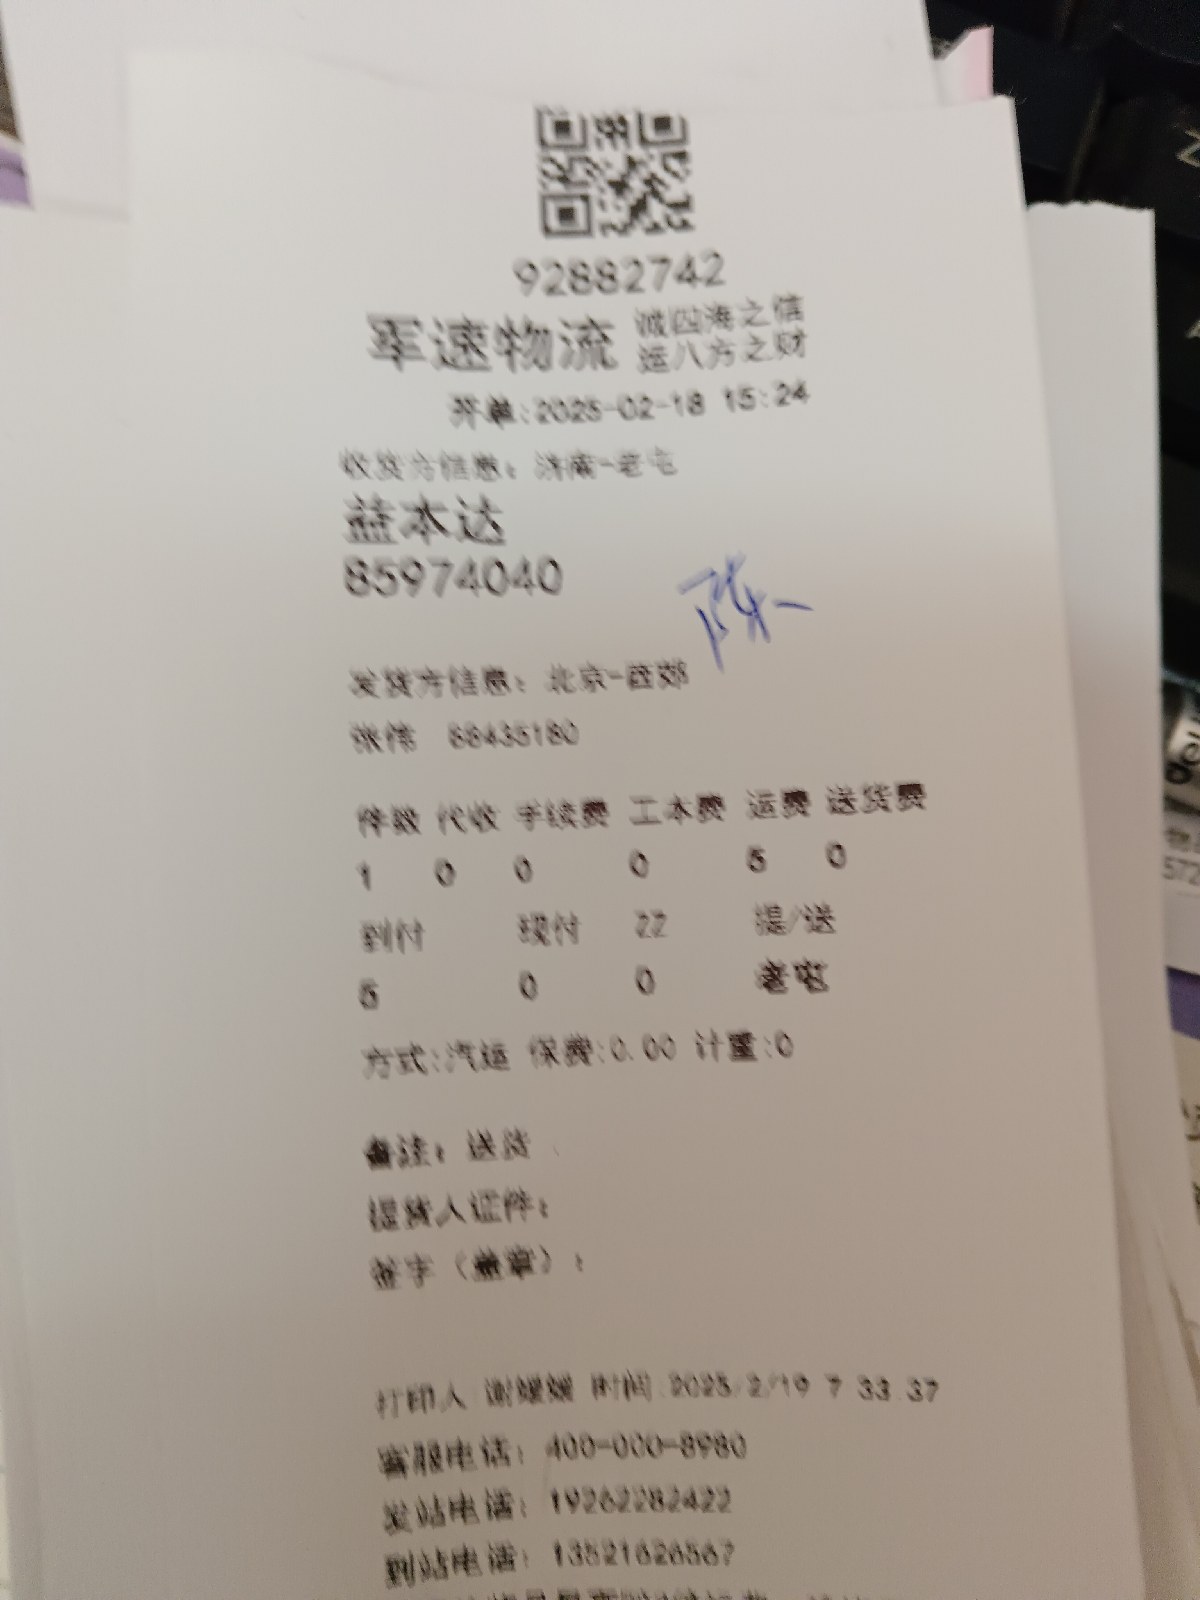 92882742
军速物流 诚四海之信
运八方之财
开单:2025-02-18 15:24
收货方信息: 济南-老屯
益本达
85974040
陈
发货方信息: 北京-西郊
张伟 88435180
件数 代收 手续费 工本费 运费 送货费
1 0 0 0 5 0
到付 现付 22 提/送
5 0 0 老屯
方式:汽运 保费:0.00 计重:0
备注: 送货
提货人证件:
签字(盖章):
打印人 谢媛媛 时间:2025/2/19 7:33:37
客服电话: 400-000-8980
发站电话: 19262282422
到站电话: 13521626567